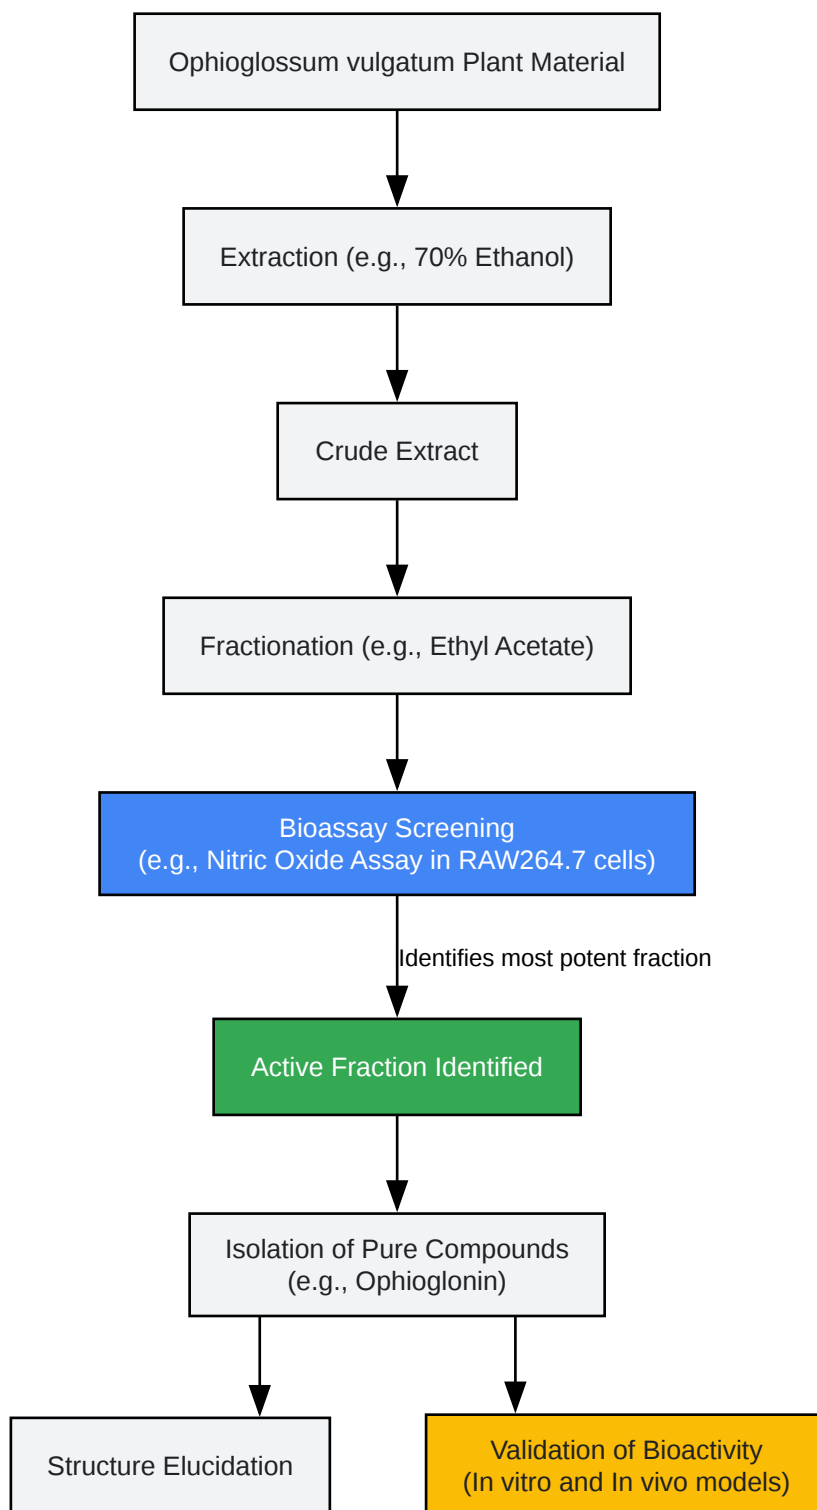 Ophioglossum vulgatum Plant Material
Extraction (e.g., 70% Ethanol)
Crude Extract
Fractionation (e.g., Ethyl Acetate)
Bioassay Screening
(e.g., Nitric Oxide Assay in RAW264.7 cells)
Identifies most potent fraction
Active Fraction Identified
Isolation of Pure Compounds
(e.g., Ophioglonin)
Structure Elucidation
Validation of Bioactivity
(In vitro and In vivo models)